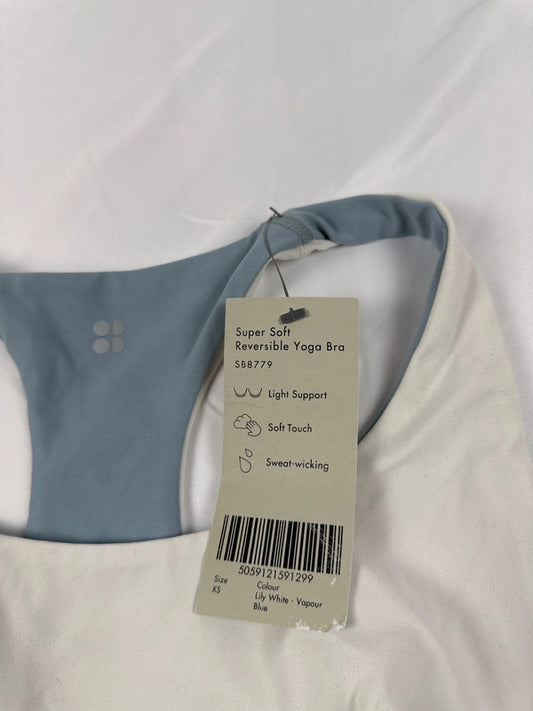 Super Soft
Reversible Yoga Bra
SB8779
Light Support
Soft Touch
Sweat-wicking
5059121591299
Size
XS
Colour
Lily White - Vapour
Blue